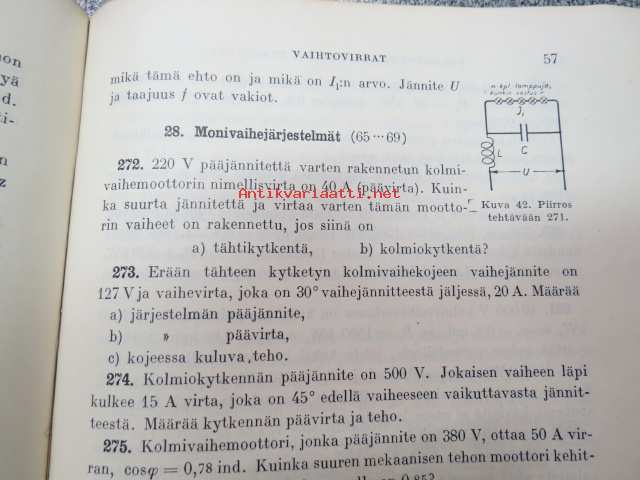 VAIHTOVIRRAT 57
mikä tämä ehto on ja mikä on I₁:n arvo. Jännite U
ja taajuus f ovat vakiot.
28. Monivaihejärjestelmät (65···69)
272. 220 V pääjännitettä varten rakennetun kolmi-
vaihemoottorin nimellisvirta on 40 A (päävirta). Kuin-
ka suurta jännitettä ja virtaa varten tämän mootto-
rin vaiheet on rakennettu, jos siinä on
a) tähtikytkentä, b) kolmiokytkentä?
n kpl lamppuja,
kunkin vastus
J₁
C
L
U
Kuva 42. Piirros
tehtävään 271.
Antikvariaatti.net
273. Erään tähteen kytketyn kolmivaihekojeen vaihejännite on
127 V ja vaihevirta, joka on 30° vaihejännitteestä jäljessä, 20 A. Määrää
a) järjestelmän pääjännite,
b) » päävirta,
c) kojeessa kuluva teho.
274. Kolmiokytkennän pääjännite on 500 V. Jokaisen vaiheen läpi
kulkee 15 A virta, joka on 45° edellä vaiheeseen vaikuttavasta jännit-
teestä. Määrää kytkennän päävirta ja teho.
275. Kolmivaihemoottori, jonka pääjännite on 380 V, ottaa 50 A vir-
ran, cosφ = 0,78 ind. Kuinka suuren mekaanisen tehon moottori kehit-